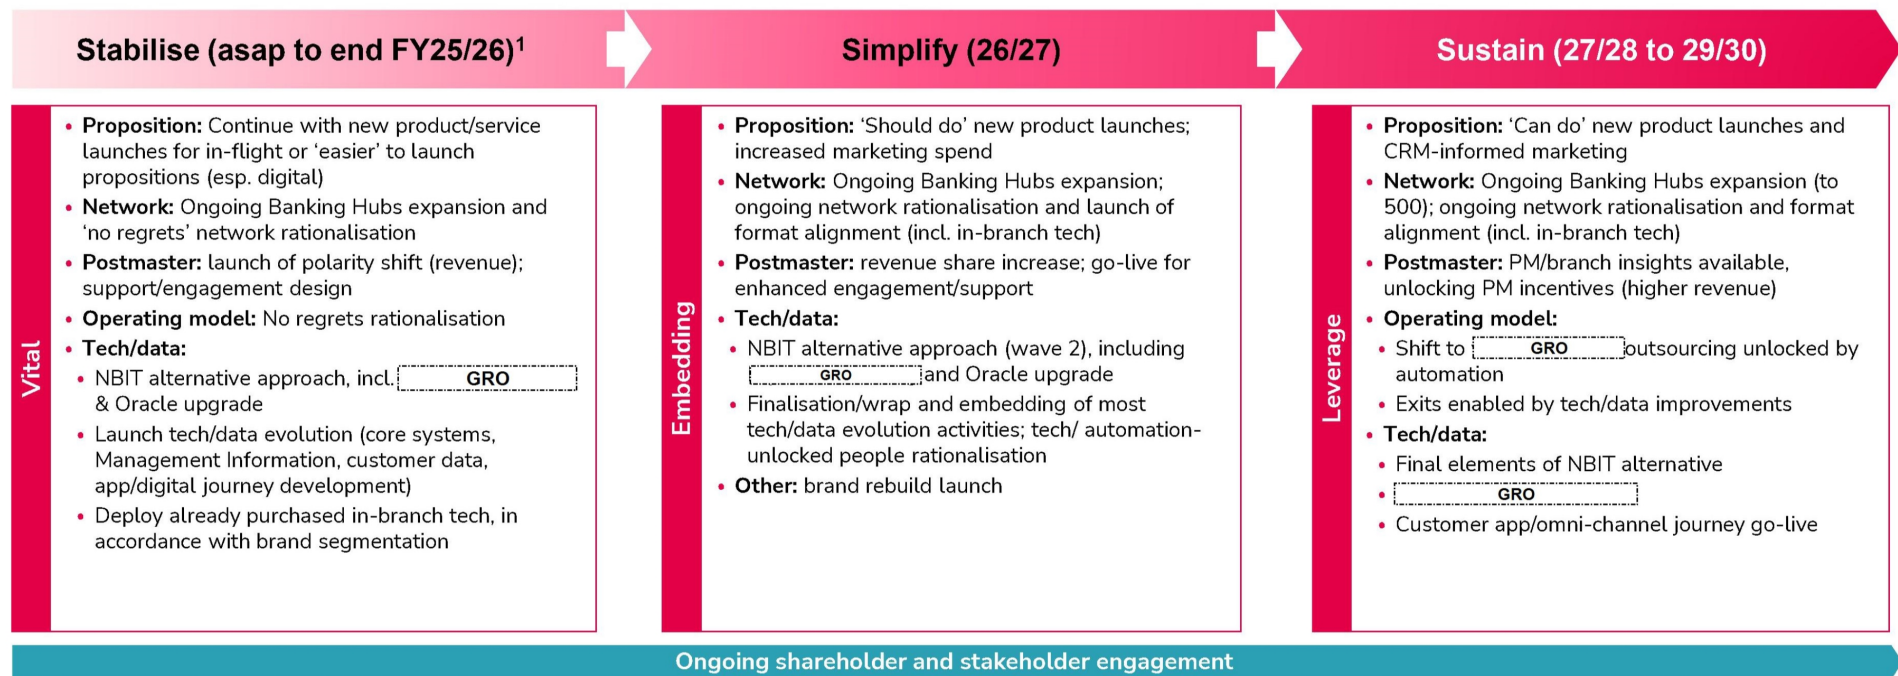 Stabilise (asap to end FY25/26)¹
Simplify (26/27)
Sustain (27/28 to 29/30)
Vital
• Proposition: Continue with new product/service
launches for in-flight or ‘easier’ to launch
propositions (esp. digital)
• Network: Ongoing Banking Hubs expansion and
‘no regrets’ network rationalisation
• Postmaster: launch of polarity shift (revenue);
support/engagement design
• Operating model: No regrets rationalisation
• Tech/data:
• NBIT alternative approach, incl. GRO
& Oracle upgrade
• Launch tech/data evolution (core systems,
Management Information, customer data,
app/digital journey development)
• Deploy already purchased in-branch tech, in
accordance with brand segmentation
Embedding
• Proposition: ‘Should do’ new product launches;
increased marketing spend
• Network: Ongoing Banking Hubs expansion;
ongoing network rationalisation and launch of
format alignment (incl. in-branch tech)
• Postmaster: revenue share increase; go-live for
enhanced engagement/support
• Tech/data:
• NBIT alternative approach (wave 2), including
GRO and Oracle upgrade
• Finalisation/wrap and embedding of most
tech/data evolution activities; tech/ automation-
unlocked people rationalisation
• Other: brand rebuild launch
Leverage
• Proposition: ‘Can do’ new product launches and
CRM-informed marketing
• Network: Ongoing Banking Hubs expansion (to
500); ongoing network rationalisation and format
alignment (incl. in-branch tech)
• Postmaster: PM/branch insights available,
unlocking PM incentives (higher revenue)
• Operating model:
• Shift to GRO outsourcing unlocked by
automation
• Exits enabled by tech/data improvements
• Tech/data:
• Final elements of NBIT alternative
• GRO
• Customer app/omni-channel journey go-live
Ongoing shareholder and stakeholder engagement